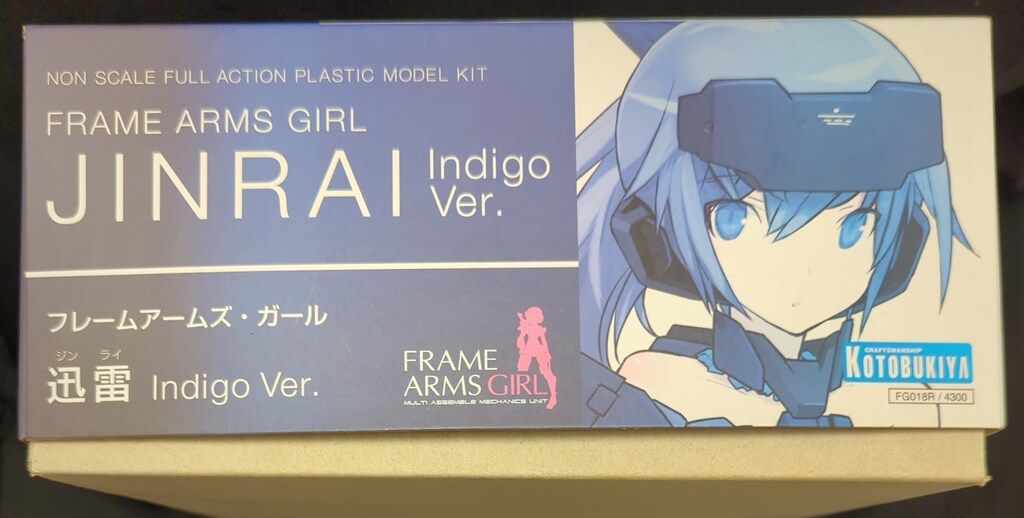 NON SCALE FULL ACTION PLASTIC MODEL KIT
FRAME ARMS GIRL
JINRAI Indigo Ver.
フレームアームズ・ガール
ジン ライ
迅雷 Indigo Ver.
FRAME
ARMS GIRL
MULTI ASSEMBLE MECHANICS UNIT
CRAFTSMANSHIP
KOTOBUKIYA
FG018R / 4300